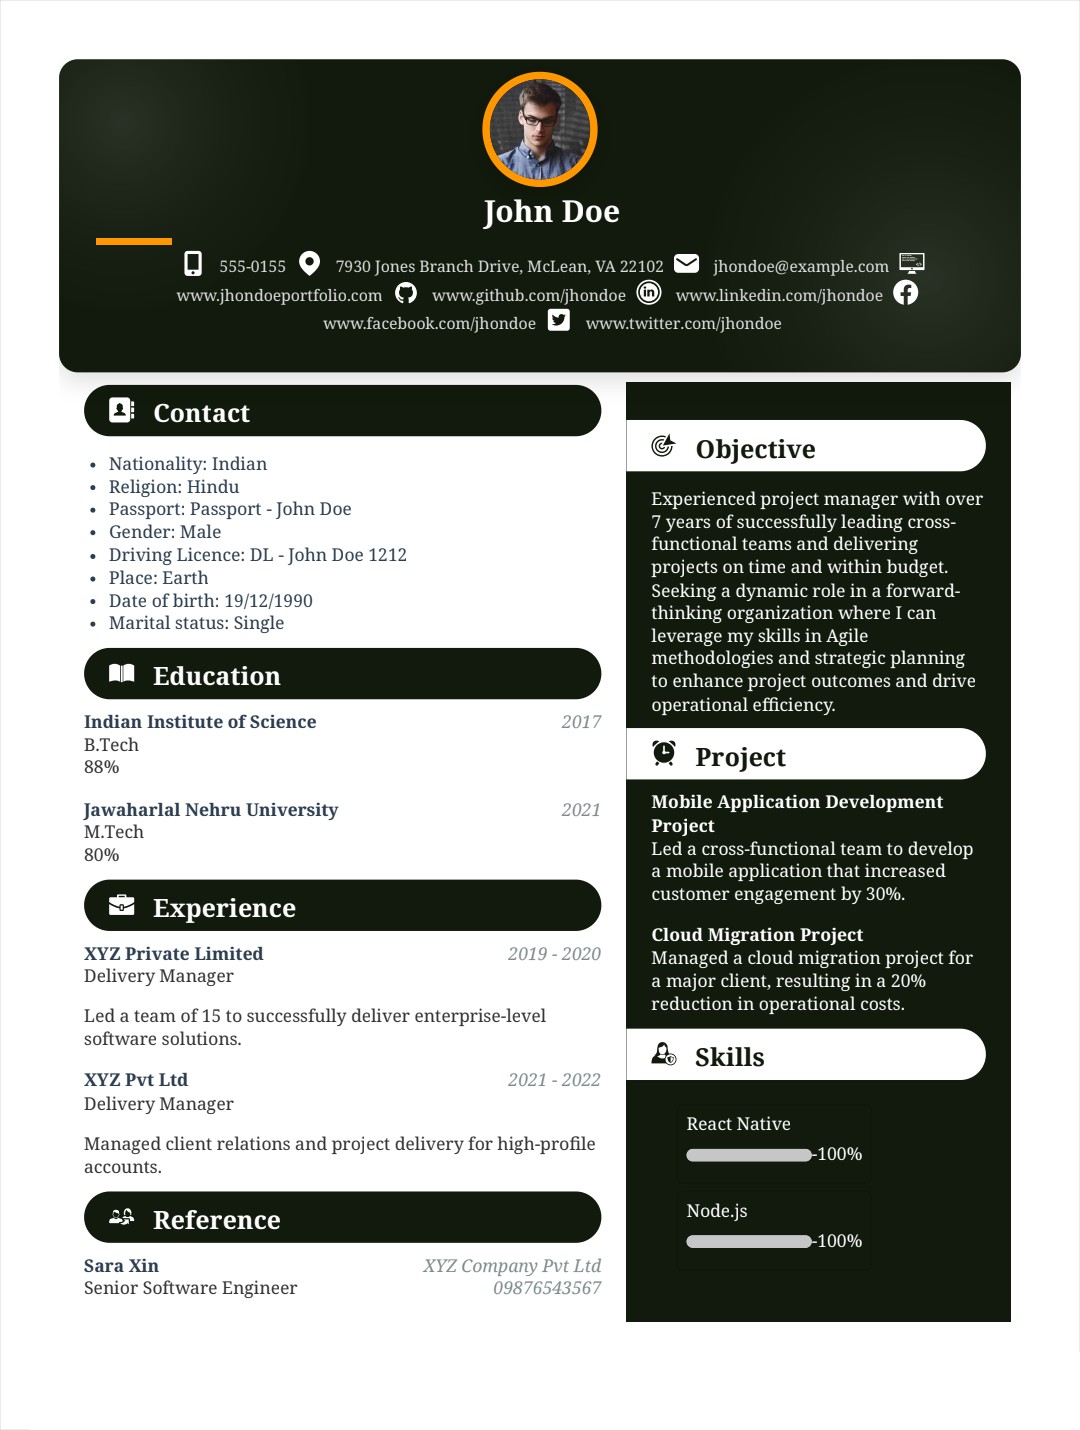 John Doe
555-0155 7930 Jones Branch Drive, McLean, VA 22102 jhondoe@example.com
www.jhondoeportfolio.com www.github.com/jhondoe www.linkedin.com/jhondoe
www.facebook.com/jhondoe www.twitter.com/jhondoe
Contact
• Nationality: Indian
• Religion: Hindu
• Passport: Passport - John Doe
• Gender: Male
• Driving Licence: DL - John Doe 1212
• Place: Earth
• Date of birth: 19/12/1990
• Marital status: Single
Education
Indian Institute of Science 2017
B.Tech
88%
Jawaharlal Nehru University 2021
M.Tech
80%
Experience
XYZ Private Limited 2019 - 2020
Delivery Manager
Led a team of 15 to successfully deliver enterprise-level
software solutions.
XYZ Pvt Ltd 2021 - 2022
Delivery Manager
Managed client relations and project delivery for high-profile
accounts.
Reference
Sara Xin XYZ Company Pvt Ltd
Senior Software Engineer 09876543567
Objective
Experienced project manager with over
7 years of successfully leading cross-
functional teams and delivering
projects on time and within budget.
Seeking a dynamic role in a forward-
thinking organization where I can
leverage my skills in Agile
methodologies and strategic planning
to enhance project outcomes and drive
operational efficiency.
Project
Mobile Application Development
Project
Led a cross-functional team to develop
a mobile application that increased
customer engagement by 30%.
Cloud Migration Project
Managed a cloud migration project for
a major client, resulting in a 20%
reduction in operational costs.
Skills
React Native
-100%
Node.js
-100%